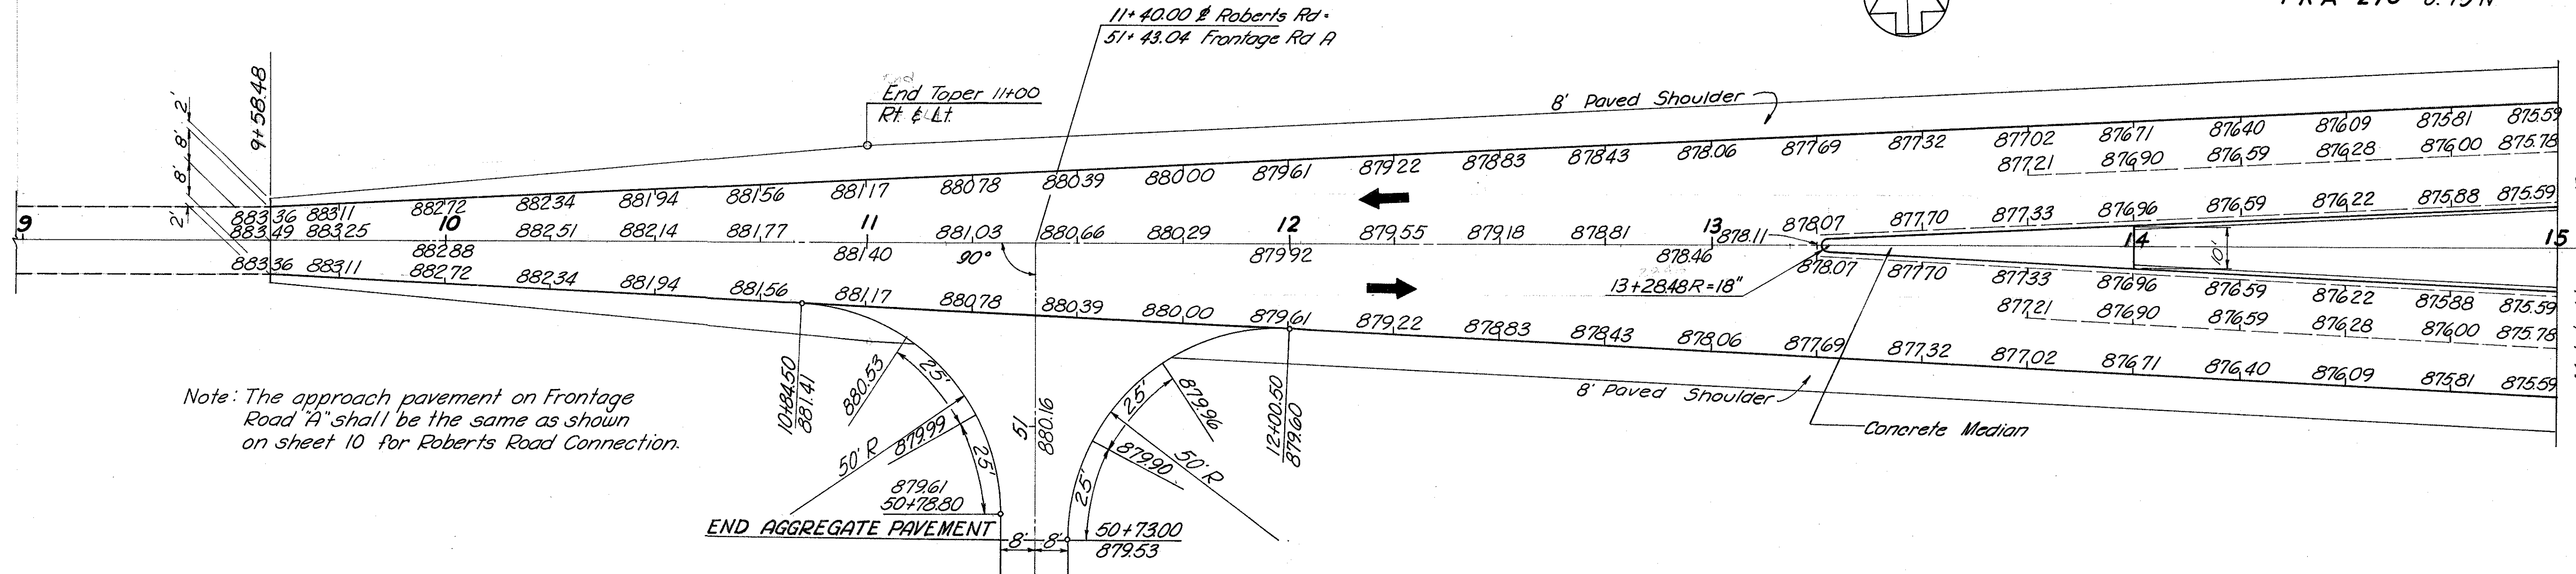 11+40.00 ⅊ Roberts Rd =
51+43.04 Frontage Rd A
9+58.48
2'
8'
8'
2'
End Taper 11+00
Rt. & Lt.
8' Paved Shoulder
883.36 883.11 882.72 882.34 881.94 881.56 881.17 880.78 880.39 880.00 879.61 879.22 878.83 878.43 878.06 877.69 877.32 877.02 876.71 876.40 876.09 875.81 875.59
877.21 876.90 876.59 876.28 876.00 875.78
878.07 877.70 877.33 876.96 876.59 876.22 875.88 875.59
9 10 11 12 13 14 15
883.49 883.25 882.88 882.51 882.14 881.77 881.40 881.03 880.66 880.29 879.92 879.55 879.18 878.81 878.46 878.11
90°
10'
878.07 877.70 877.33 876.96 876.59 876.22 875.88 875.59
13+28.48 R=18"
877.21 876.90 876.59 876.28 876.00 875.78
883.36 883.11 882.72 882.34 881.94 881.56 881.17 880.78 880.39 880.00 879.61 879.22 878.83 878.43 878.06 877.69 877.32 877.02 876.71 876.40 876.09 875.81 875.59
8' Paved Shoulder
Concrete Median
Note: The approach pavement on Frontage
Road "A" shall be the same as shown
on sheet 10 for Roberts Road Connection.
10+84.50
881.41
880.53
25'
50' R
879.99
25'
879.61
50+78.80
END AGGREGATE PAVEMENT
51
880.16
8' 8'
12+00.50
879.60
879.96
25'
50' R
879.90
25'
50+73.00
879.53